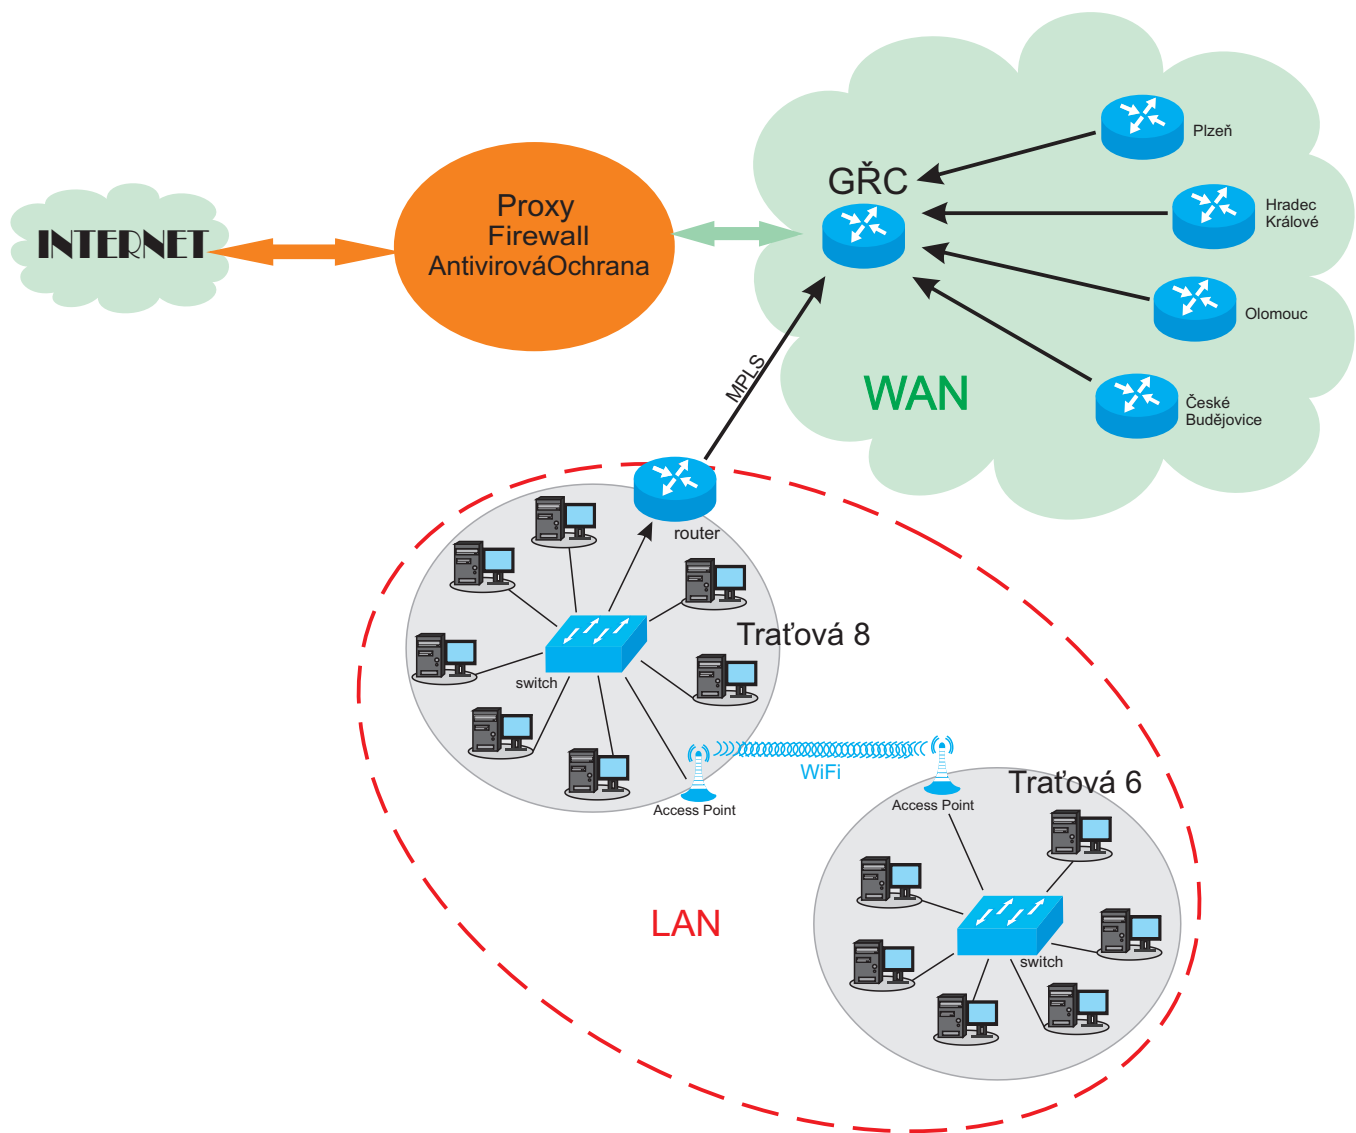 Plzeň
GŘC
Hradec
Králové
Proxy
Firewall
AntivirováOchrana
INTERNET
Olomouc
MPLS
WAN
České
Budějovice
router
Traťová 8
switch
WiFi
Access Point
Traťová 6
Access Point
LAN
switch